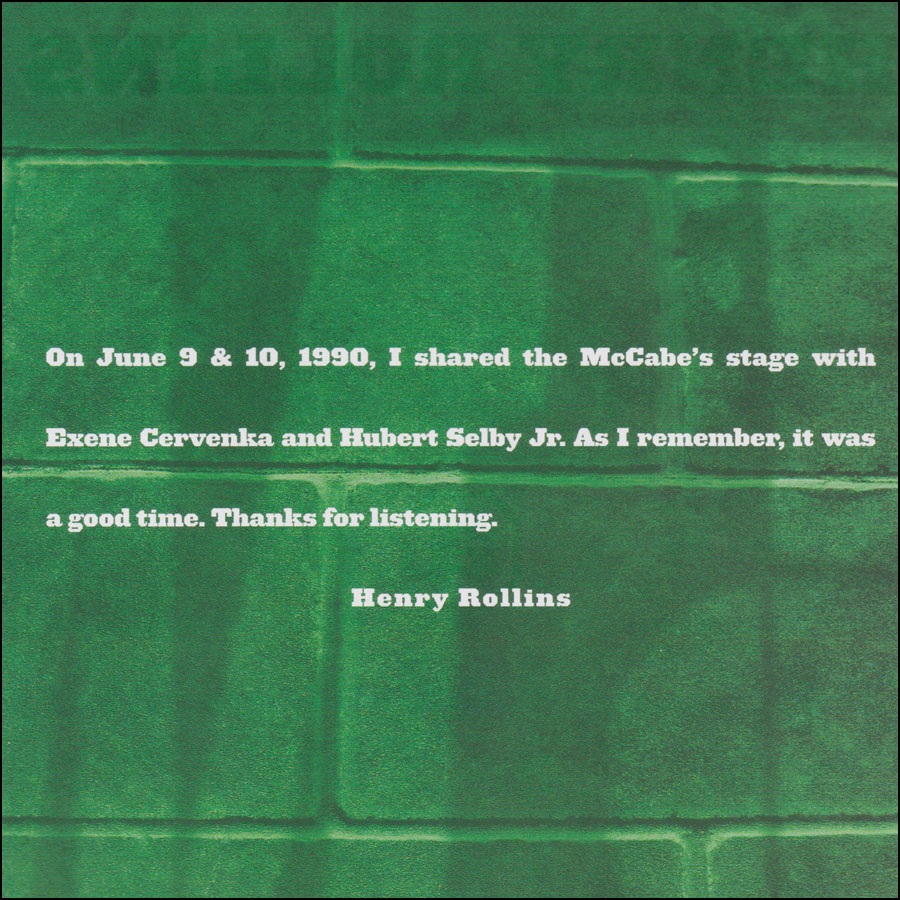 On June 9 & 10, 1990, I shared the McCabe's stage with
Exene Cervenka and Hubert Selby Jr. As I remember, it was
a good time. Thanks for listening.
Henry Rollins